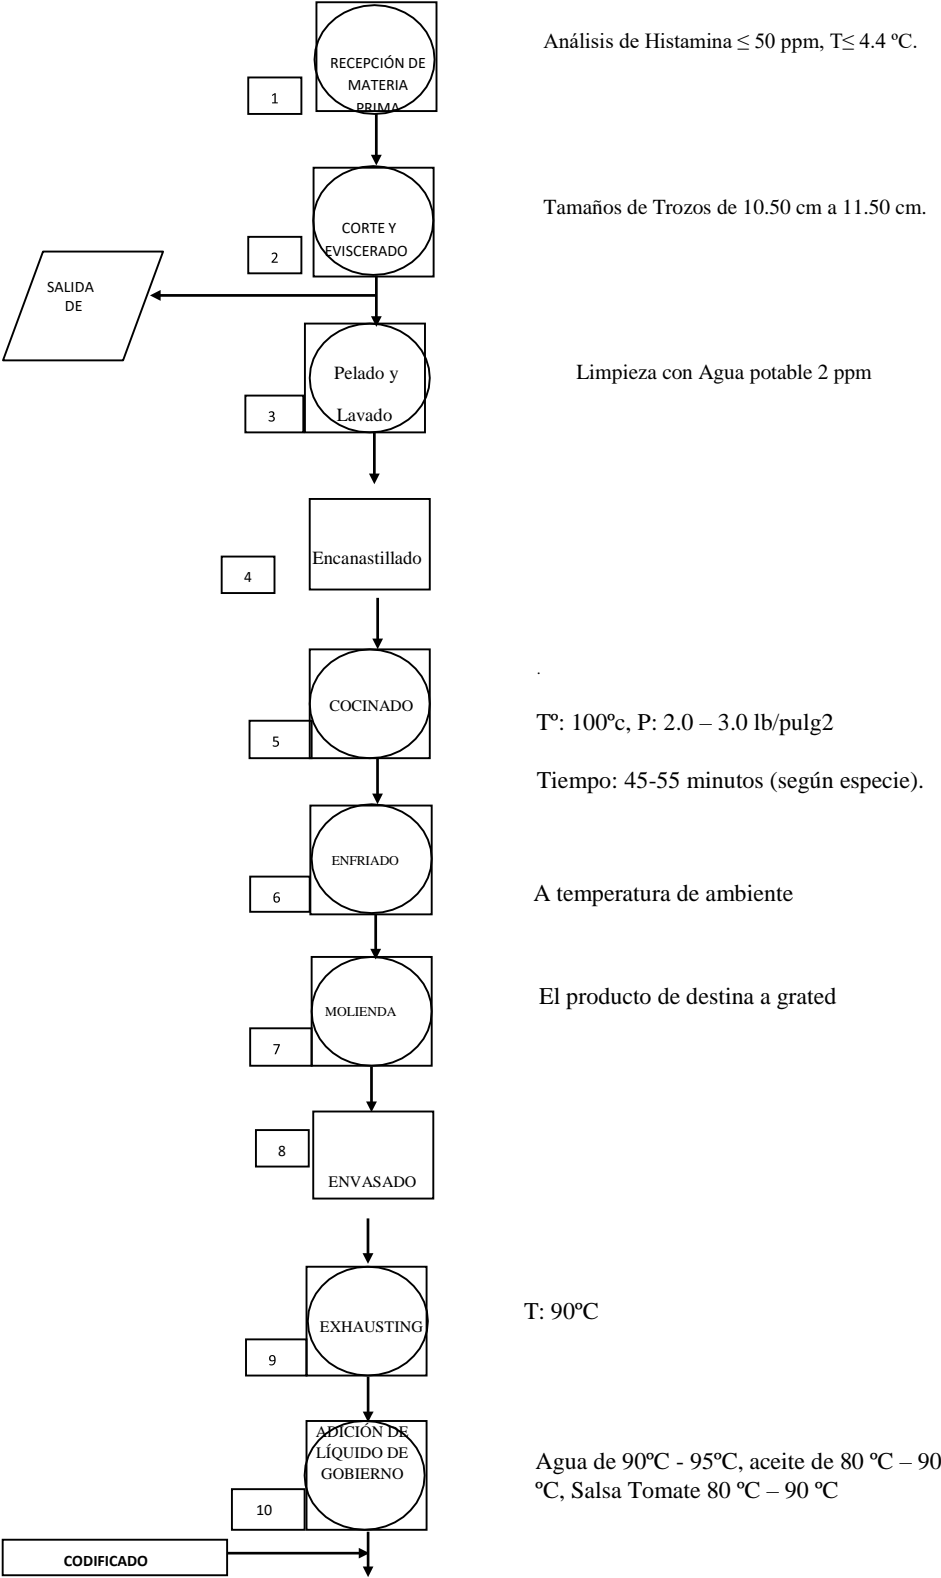 RECEPCIÓN DE
MATERIA
PRIMA
1
Análisis de Histamina ≤ 50 ppm, T≤ 4.4 ºC.
CORTE Y
EVISCERADO
2
Tamaños de Trozos de 10.50 cm a 11.50 cm.
SALIDA
DE
Pelado y
Lavado
3
Limpieza con Agua potable 2 ppm
Encanastillado
4
.
COCINADO
5
Tº: 100ºc, P: 2.0 – 3.0 lb/pulg2
Tiempo: 45-55 minutos (según especie).
ENFRIADO
6
A temperatura de ambiente
MOLIENDA
7
El producto de destina a grated
8
ENVASADO
EXHAUSTING
9
T: 90ºC
ADICIÓN DE
LÍQUIDO DE
GOBIERNO
10
Agua de 90ºC - 95ºC, aceite de 80 ºC – 90
ºC, Salsa Tomate 80 ºC – 90 ºC
CODIFICADO